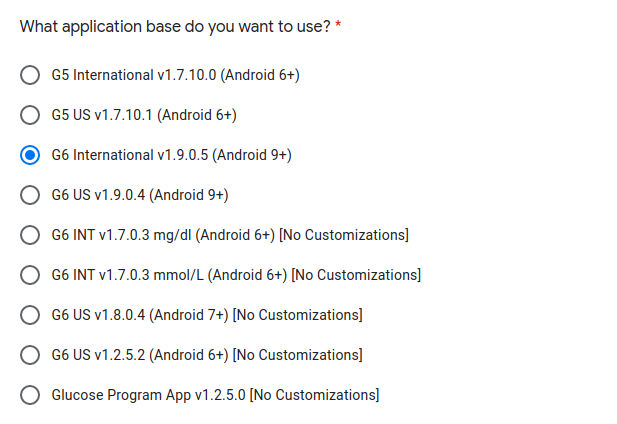 What application base do you want to use? *
G5 International v1.7.10.0 (Android 6+)
G5 US v1.7.10.1 (Android 6+)
G6 International v1.9.0.5 (Android 9+)
G6 US v1.9.0.4 (Android 9+)
G6 INT v1.7.0.3 mg/dl (Android 6+) [No Customizations]
G6 INT v1.7.0.3 mmol/L (Android 6+) [No Customizations]
G6 US v1.8.0.4 (Android 7+) [No Customizations]
G6 US v1.2.5.2 (Android 6+) [No Customizations]
Glucose Program App v1.2.5.0 [No Customizations]